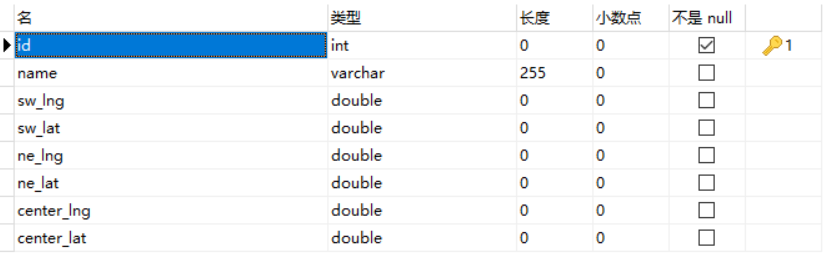 名 类型 长度 小数点 不是 null
id int 0 0 1
name varchar 255 0
sw_lng double 0 0
sw_lat double 0 0
ne_lng double 0 0
ne_lat double 0 0
center_lng double 0 0
center_lat double 0 0